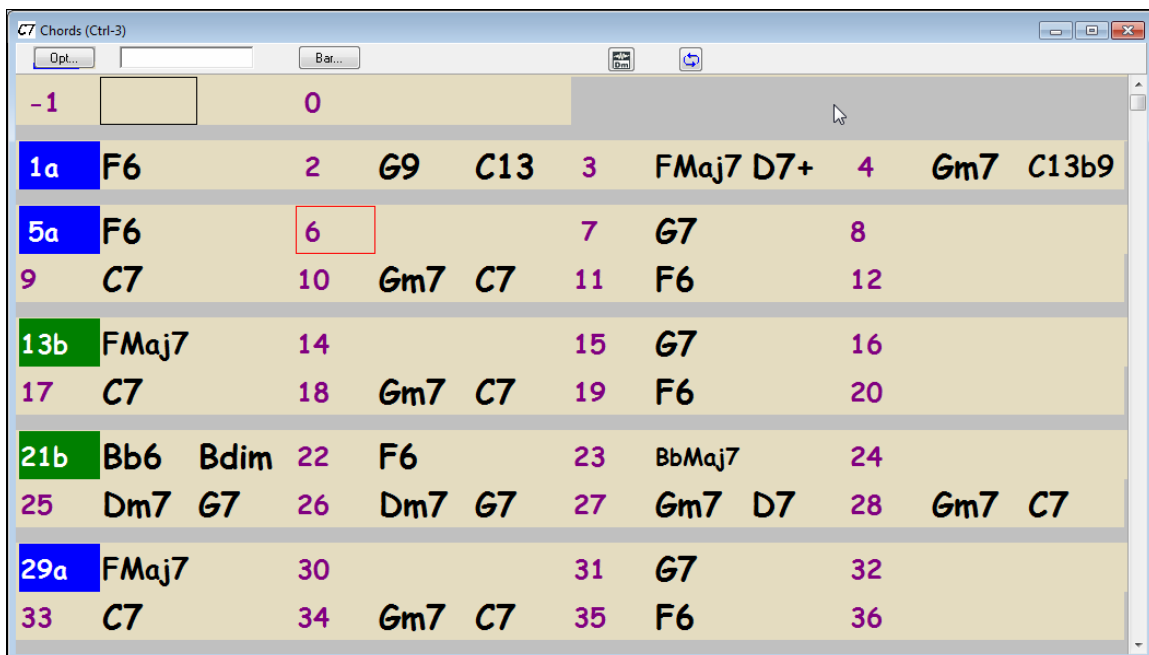 C7 Chords (Ctrl-3)
Opt... Bar... Dm
-1 0
1a F6 2 G9 C13 3 FMaj7 D7+ 4 Gm7 C13b9
5a F6 6 7 G7 8
9 C7 10 Gm7 C7 11 F6 12
13b FMaj7 14 15 G7 16
17 C7 18 Gm7 C7 19 F6 20
21b Bb6 Bdim 22 F6 23 BbMaj7 24
25 Dm7 G7 26 Dm7 G7 27 Gm7 D7 28 Gm7 C7
29a FMaj7 30 31 G7 32
33 C7 34 Gm7 C7 35 F6 36